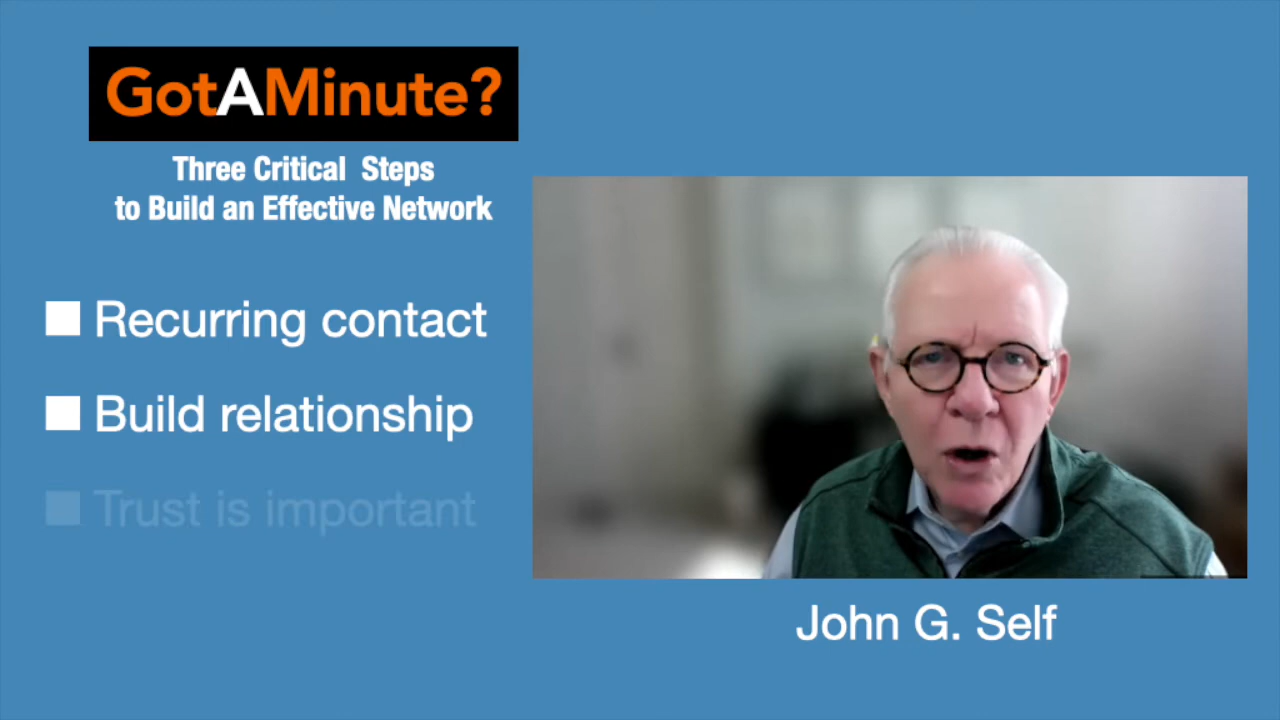 GotAMinute?
Three Critical Steps
to Build an Effective Network
Recurring contact
Build relationship
Trust is important
John G. Self